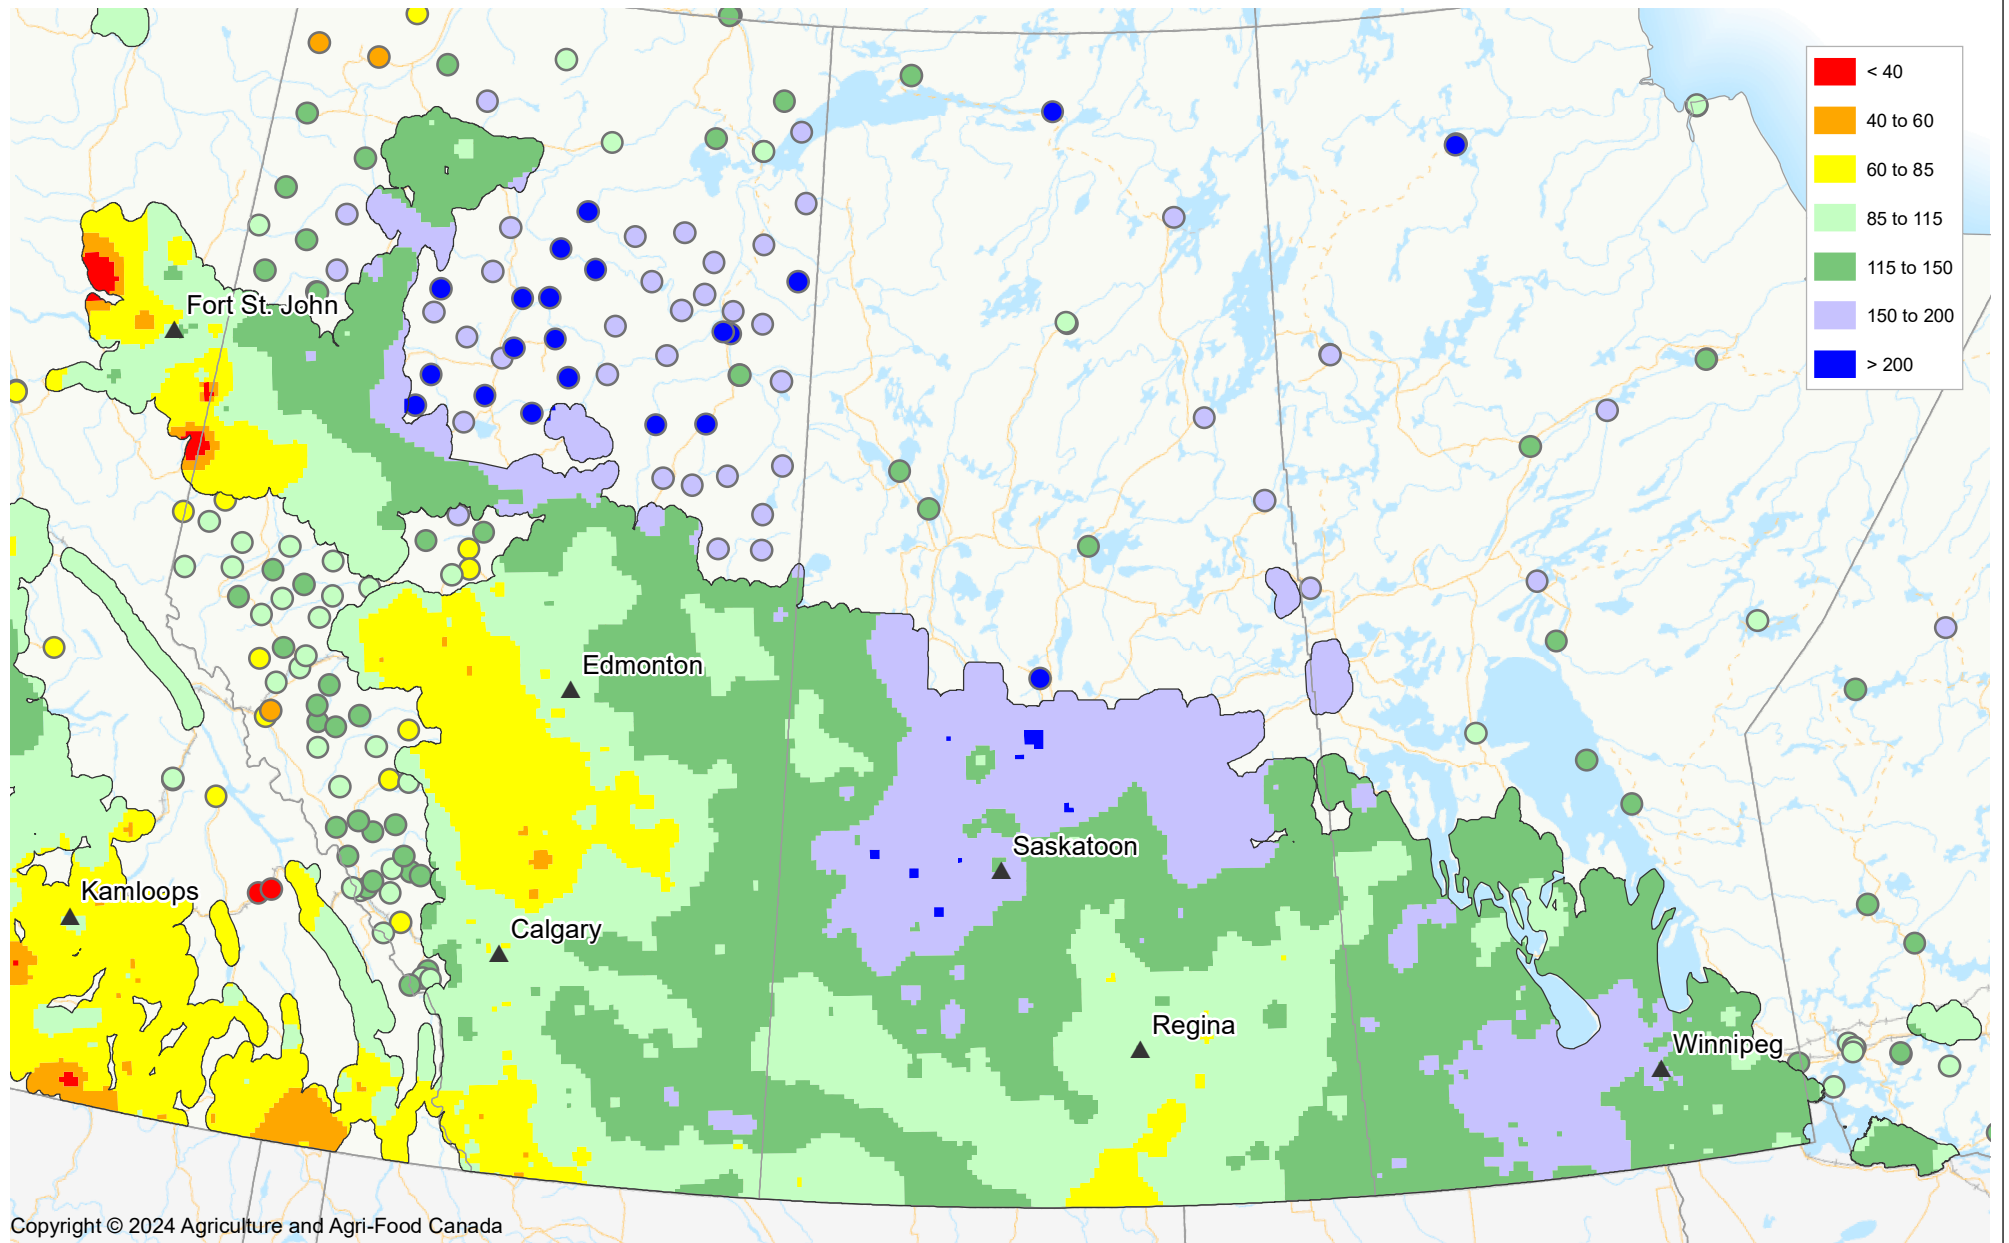 < 40
40 to 60
60 to 85
85 to 115
115 to 150
150 to 200
> 200
Fort St. John
Edmonton
Saskatoon
Kamloops
Calgary
Regina
Winnipeg
Copyright © 2024 Agriculture and Agri-Food Canada